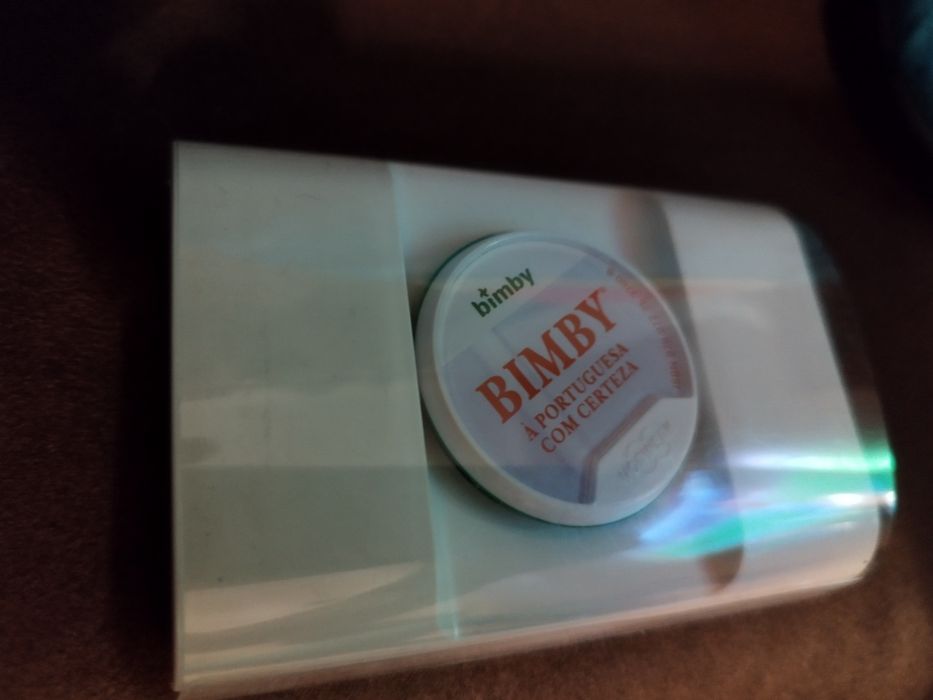 bimby
BIMBY®
À PORTUGUESA
COM CERTEZA